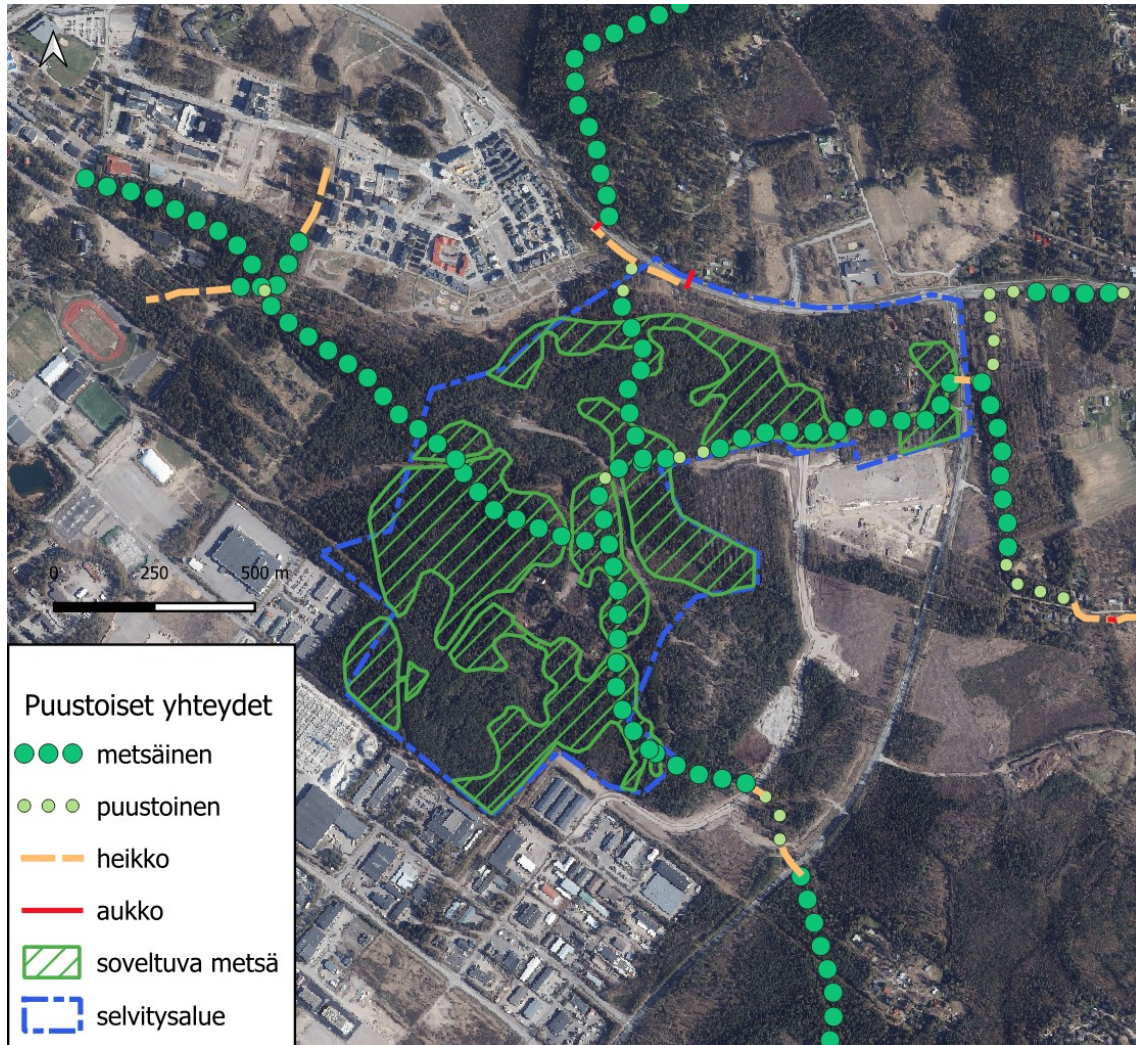 0 250 500 m
Puustoiset yhteydet
metsäinen
puustoinen
heikko
aukko
soveltuva metsä
selvitysalue